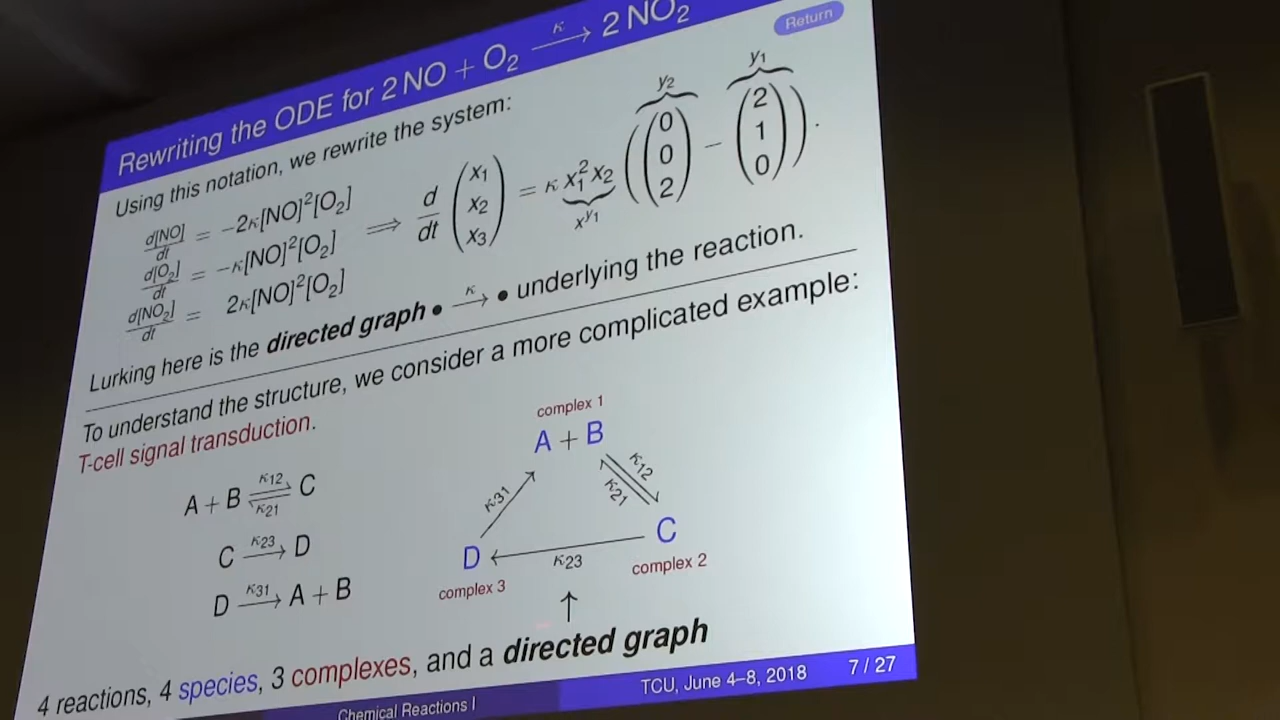 Rewriting the ODE for 2 NO + O₂ —κ→ 2 NO₂
Return
Using this notation, we rewrite the system:
d[NO]/dt = −2κ[NO]²[O₂]
d[O₂]/dt = −κ[NO]²[O₂]
d[NO₂]/dt = 2κ[NO]²[O₂]
⟹ d/dt (x₁ x₂ x₃) = κ x₁²x₂ ((0 0 2) − (2 1 0)).
x^y₁
y₂
y₁
Lurking here is the directed graph • —κ→ • underlying the reaction.
To understand the structure, we consider a more complicated example:
T-cell signal transduction.
A + B ⇌ C
κ₁₂
κ₂₁
C —κ₂₃→ D
D —κ₃₁→ A + B
complex 1
A + B
κ₃₁
κ₁₂
κ₂₁
D
C
κ₂₃
complex 3
complex 2
↑
4 reactions, 4 species, 3 complexes, and a directed graph
Chemical Reactions I
TCU, June 4–8, 2018
7 / 27